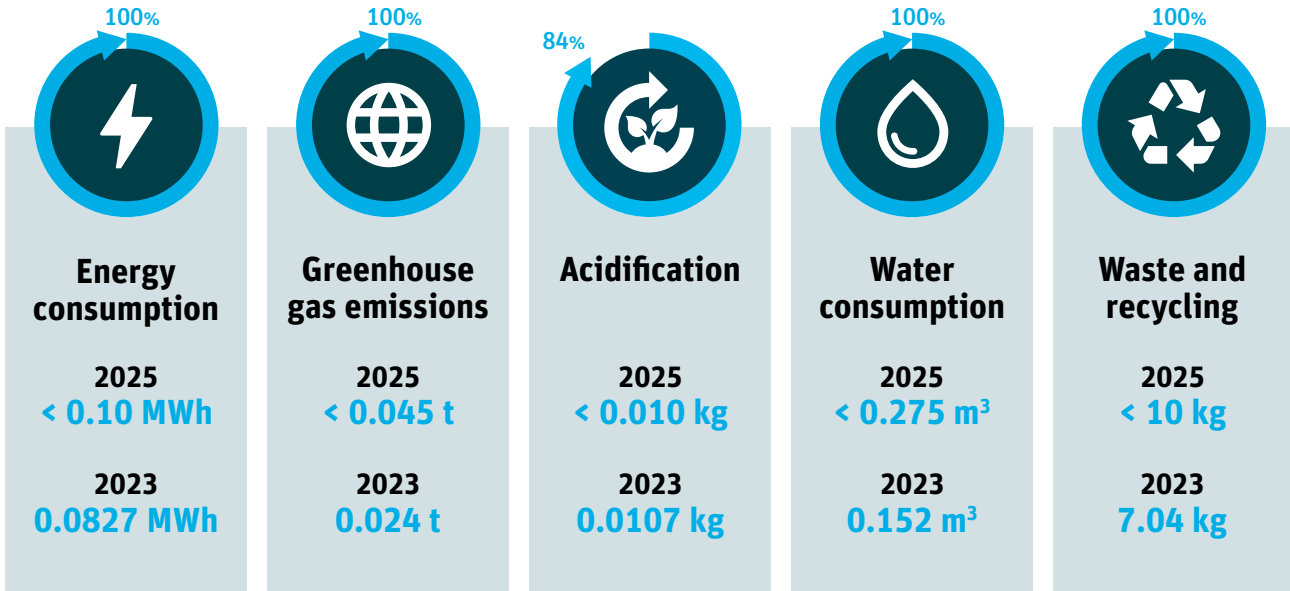 100%
Energy
consumption
2025
< 0.10 MWh
2023
0.0827 MWh
100%
Greenhouse
gas emissions
2025
< 0.045 t
2023
0.024 t
84%
Acidification
2025
< 0.010 kg
2023
0.0107 kg
100%
Water
consumption
2025
< 0.275 m³
2023
0.152 m³
100%
Waste and
recycling
2025
< 10 kg
2023
7.04 kg